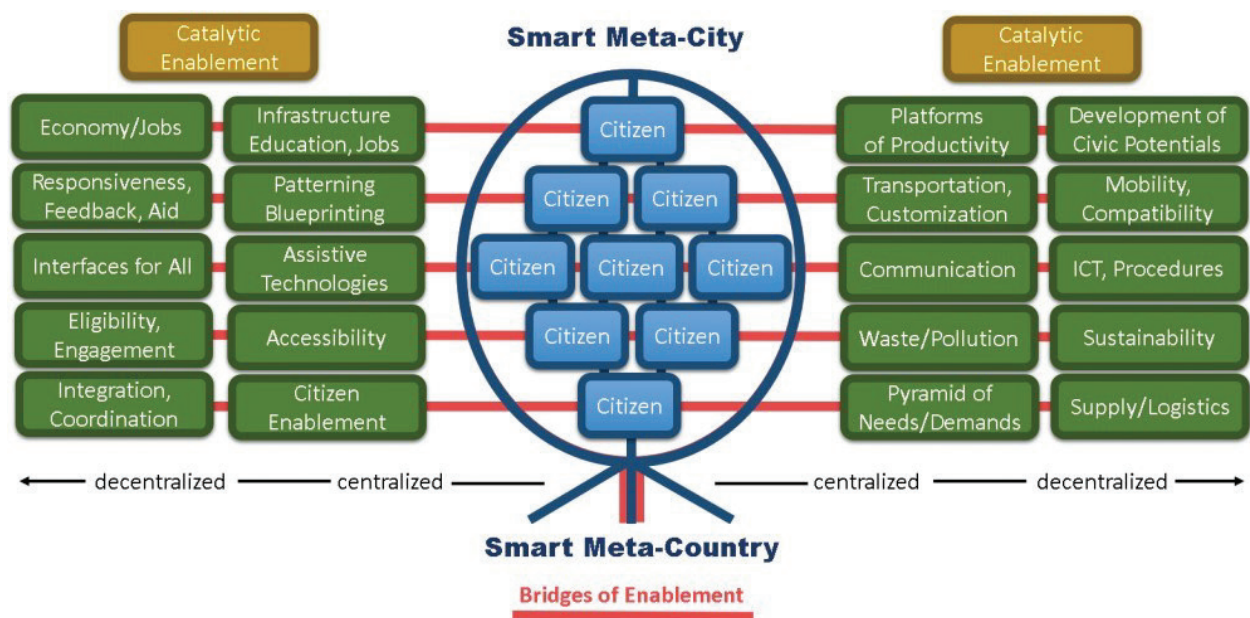 Smart Meta-City
Catalytic
Enablement
Catalytic
Enablement
Economy/Jobs
Infrastructure
Education, Jobs
Citizen
Platforms
of Productivity
Development of
Civic Potentials
Responsiveness,
Feedback, Aid
Patterning
Blueprinting
Citizen
Citizen
Transportation,
Customization
Mobility,
Compatibility
Interfaces for All
Assistive
Technologies
Citizen
Citizen
Citizen
Communication
ICT, Procedures
Eligibility,
Engagement
Accessibility
Citizen
Citizen
Waste/Pollution
Sustainability
Integration,
Coordination
Citizen
Enablement
Citizen
Pyramid of
Needs/Demands
Supply/Logistics
decentralized
centralized
centralized
decentralized
Smart Meta-Country
Bridges of Enablement